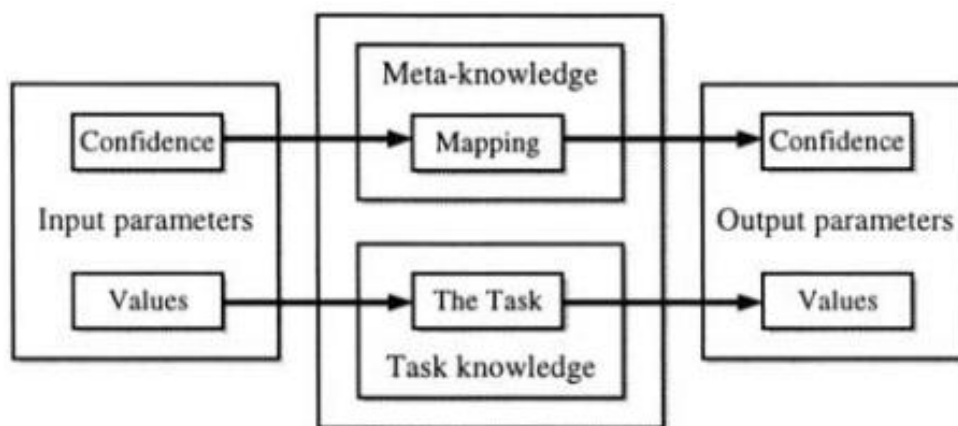 Meta-knowledge
Confidence
Mapping
Confidence
Input parameters
Output parameters
Values
The Task
Values
Task knowledge